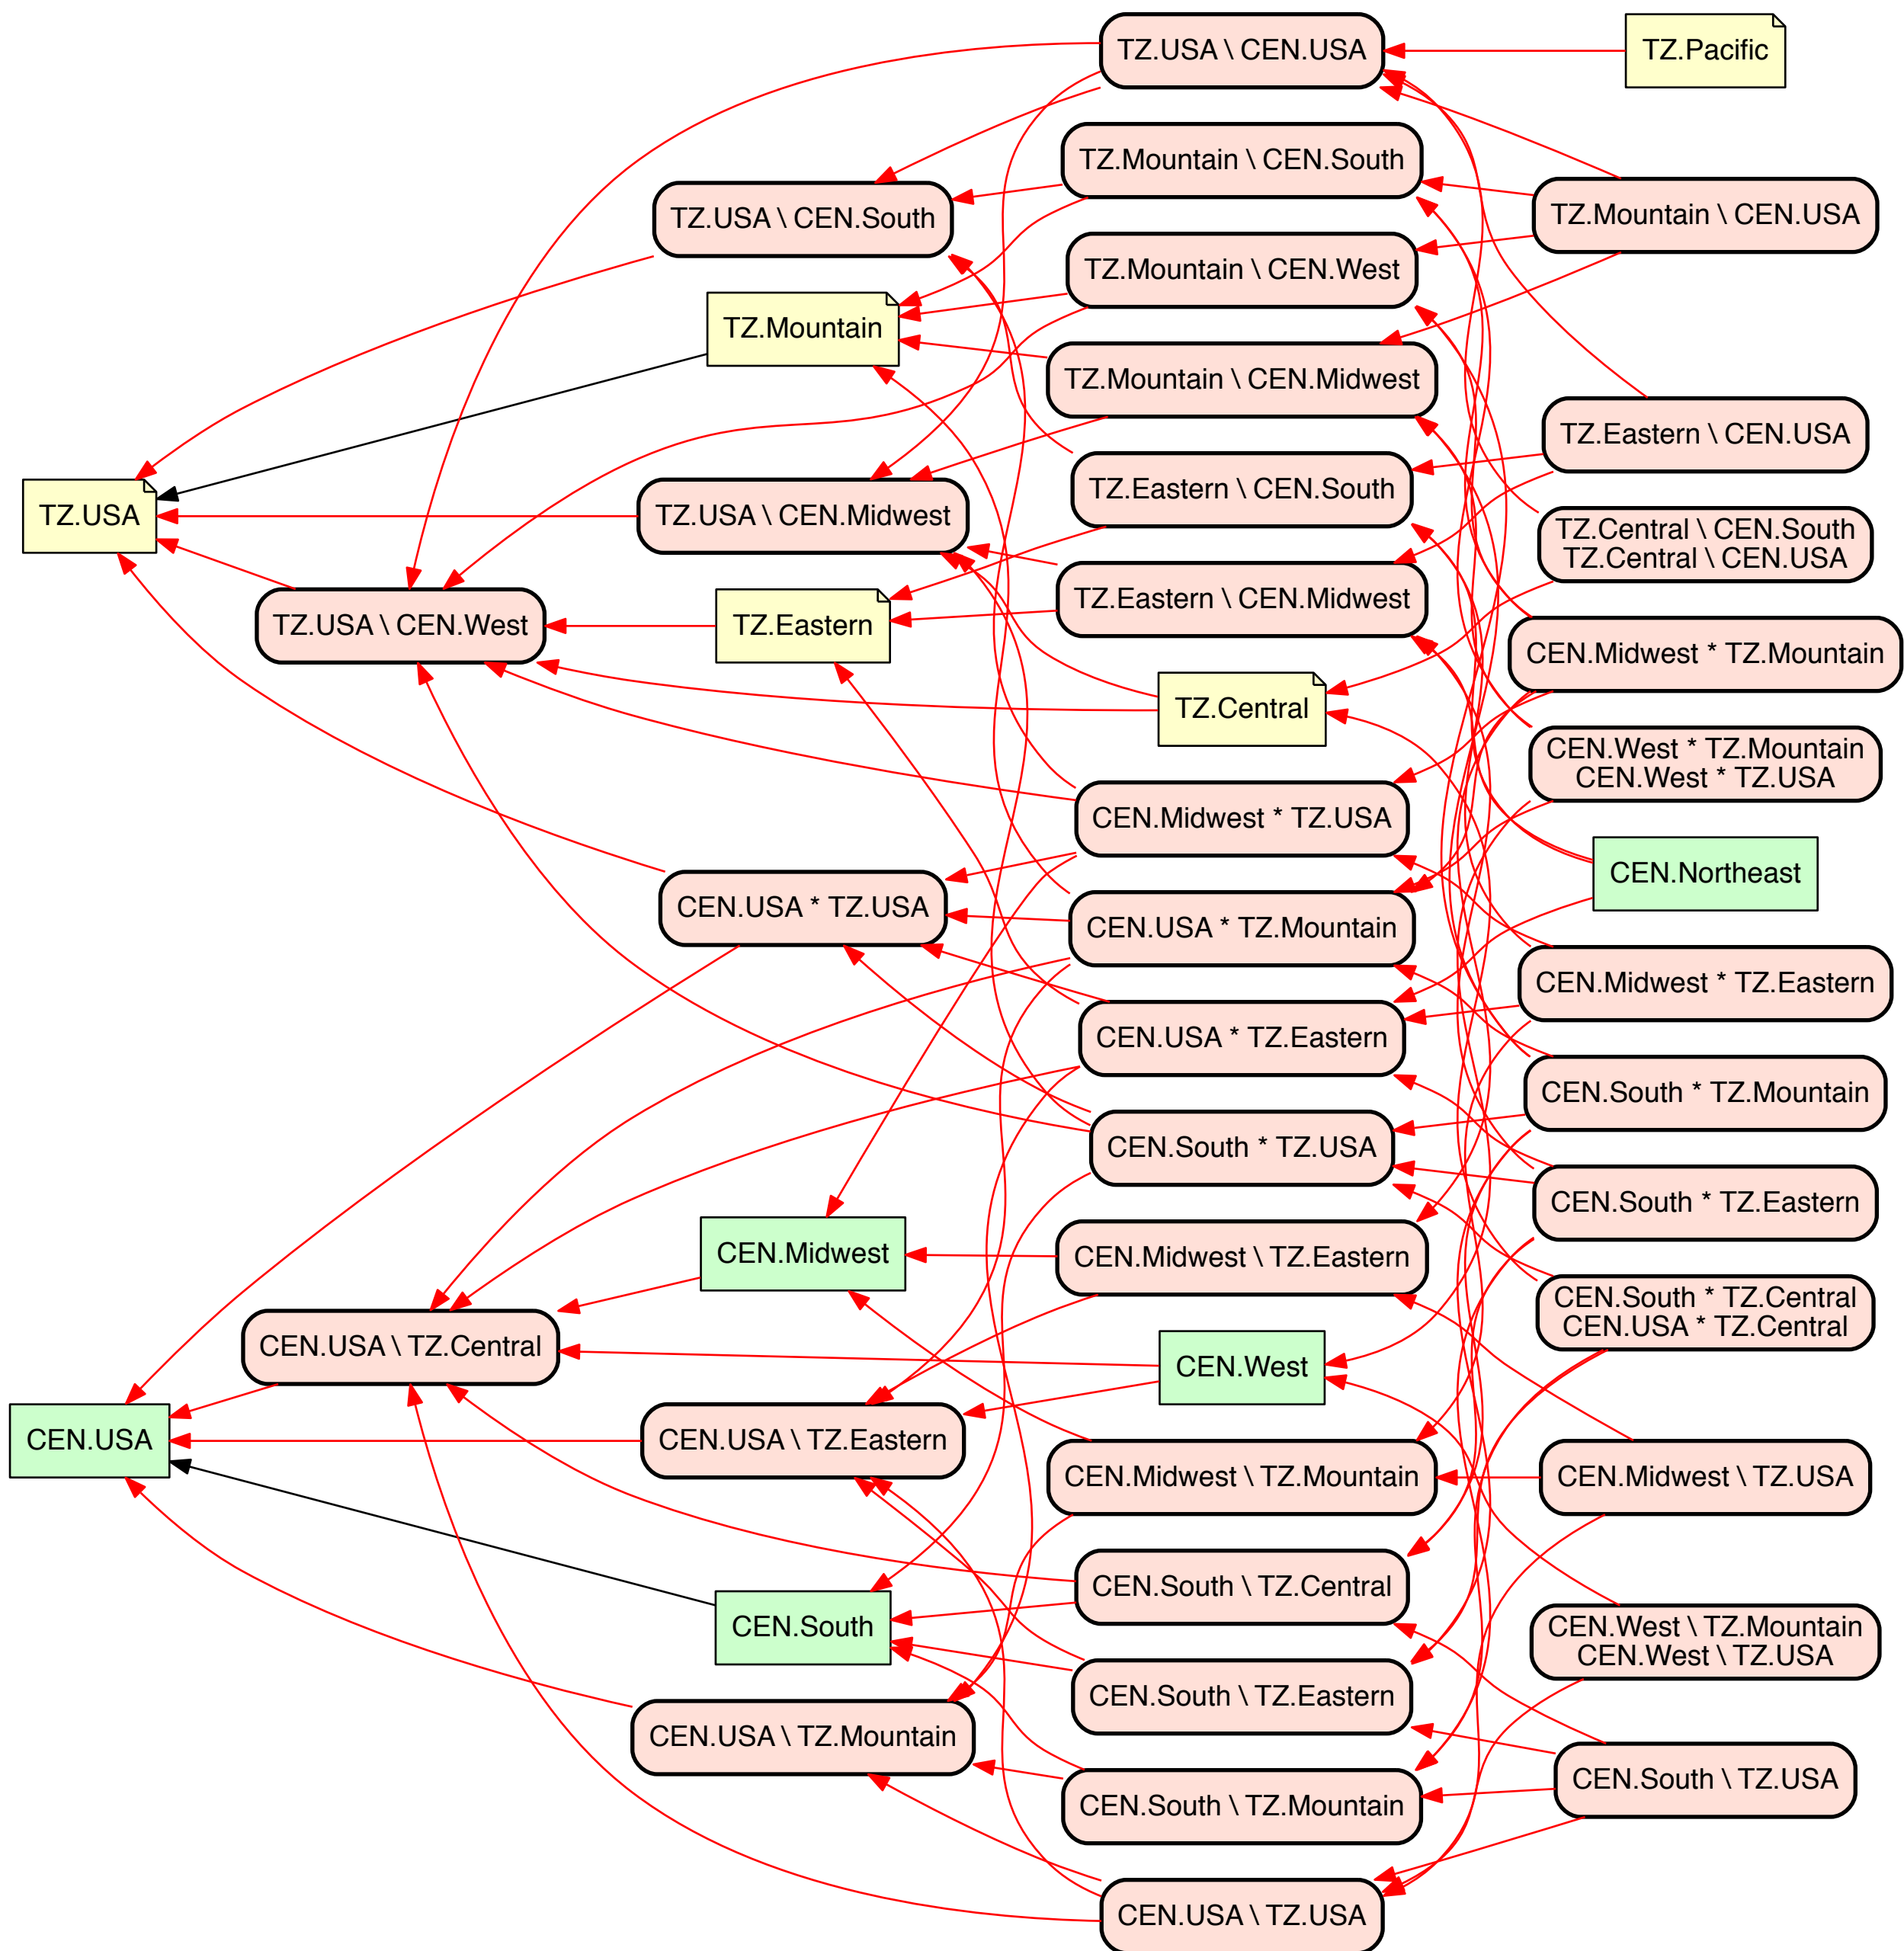 TZ.USA \ CEN.USA
TZ.Pacific
TZ.Mountain \ CEN.South
TZ.USA \ CEN.South
TZ.Mountain \ CEN.USA
TZ.Mountain \ CEN.West
TZ.Mountain
TZ.Mountain \ CEN.Midwest
TZ.Eastern \ CEN.USA
TZ.Eastern \ CEN.South
TZ.USA
TZ.USA \ CEN.Midwest
TZ.Central \ CEN.South
TZ.Central \ CEN.USA
TZ.Eastern \ CEN.Midwest
TZ.USA \ CEN.West
TZ.Eastern
CEN.Midwest * TZ.Mountain
TZ.Central
CEN.West * TZ.Mountain
CEN.West * TZ.USA
CEN.Midwest * TZ.USA
CEN.Northeast
CEN.USA * TZ.USA
CEN.USA * TZ.Mountain
CEN.Midwest * TZ.Eastern
CEN.USA * TZ.Eastern
CEN.South * TZ.Mountain
CEN.South * TZ.USA
CEN.South * TZ.Eastern
CEN.Midwest
CEN.Midwest \ TZ.Eastern
CEN.South * TZ.Central
CEN.USA * TZ.Central
CEN.USA \ TZ.Central
CEN.West
CEN.USA
CEN.USA \ TZ.Eastern
CEN.Midwest \ TZ.Mountain
CEN.Midwest \ TZ.USA
CEN.South \ TZ.Central
CEN.South
CEN.West \ TZ.Mountain
CEN.West \ TZ.USA
CEN.South \ TZ.Eastern
CEN.USA \ TZ.Mountain
CEN.South \ TZ.USA
CEN.South \ TZ.Mountain
CEN.USA \ TZ.USA